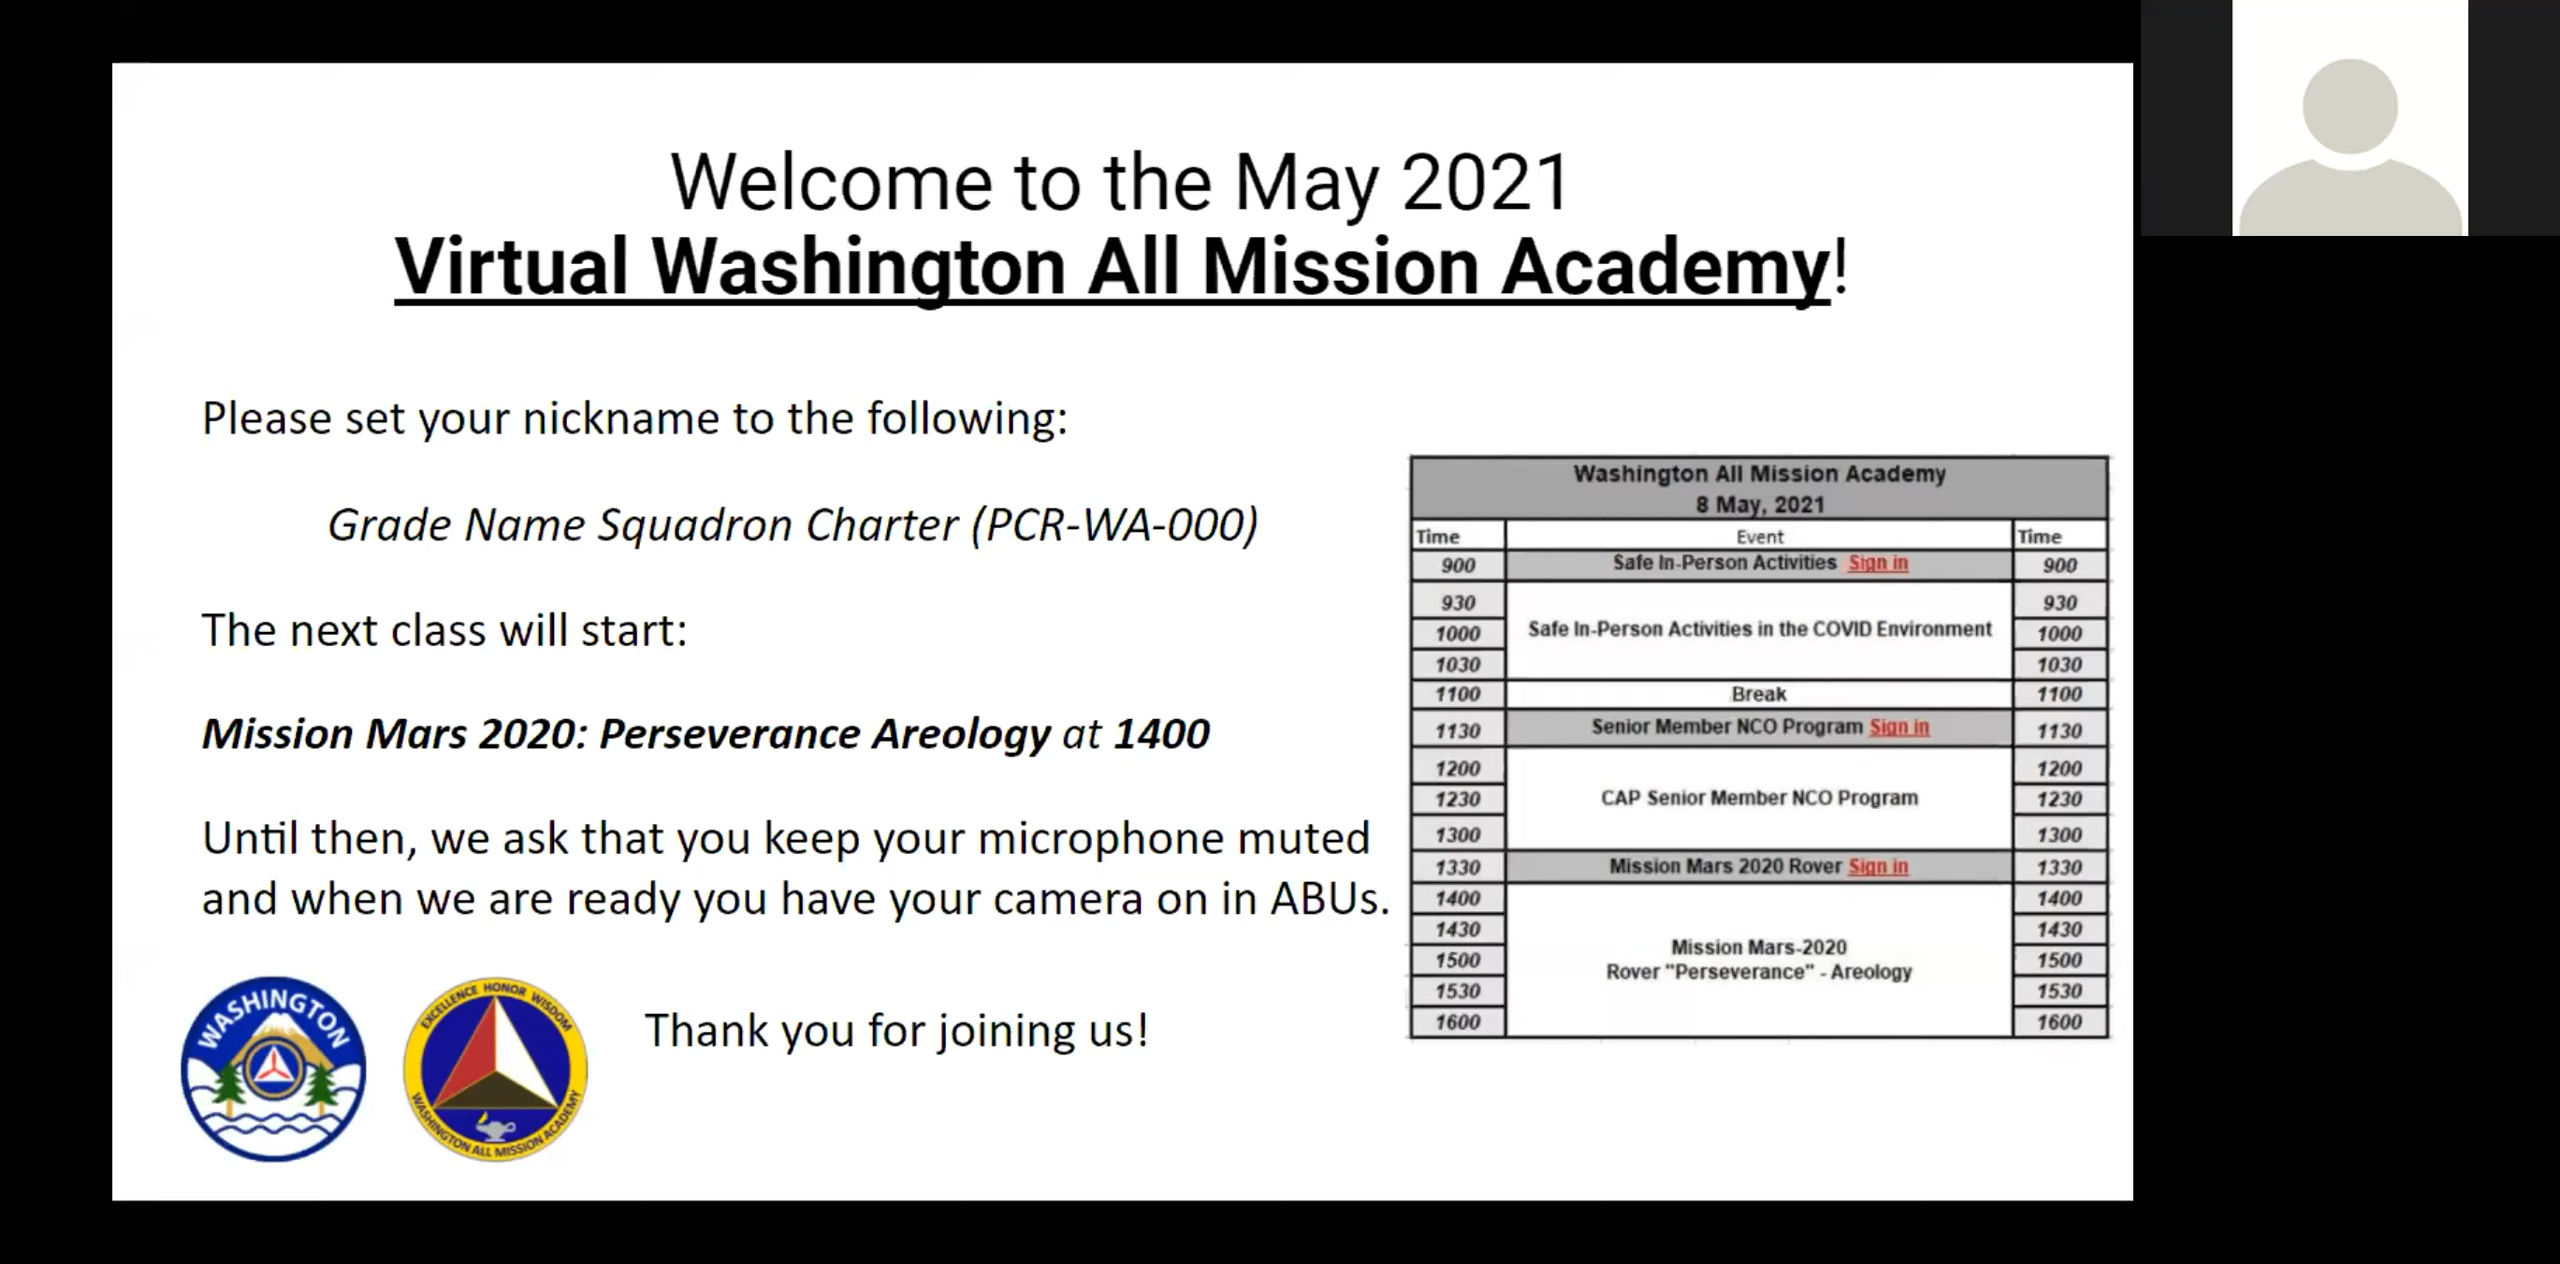 Welcome to the May 2021
Virtual Washington All Mission Academy!
Please set your nickname to the following:
Grade Name Squadron Charter (PCR-WA-000)
The next class will start:
Mission Mars 2020: Perseverance Areology at 1400
Until then, we ask that you keep your microphone muted
and when we are ready you have your camera on in ABUs.
Thank you for joining us!
WASHINGTON
EXCELLENCE HONOR WISDOM
WASHINGTON ALL MISSION ACADEMY
Washington All Mission Academy
8 May, 2021
Time Event Time
900 Safe In-Person Activities Sign in 900
930 930
1000 Safe In-Person Activities in the COVID Environment 1000
1030 1030
1100 Break 1100
1130 Senior Member NCO Program Sign in 1130
1200 1200
1230 CAP Senior Member NCO Program 1230
1300 1300
1330 Mission Mars 2020 Rover Sign in 1330
1400 1400
1430 1430
Mission Mars-2020
1500 Rover "Perseverance" - Areology 1500
1530 1530
1600 1600